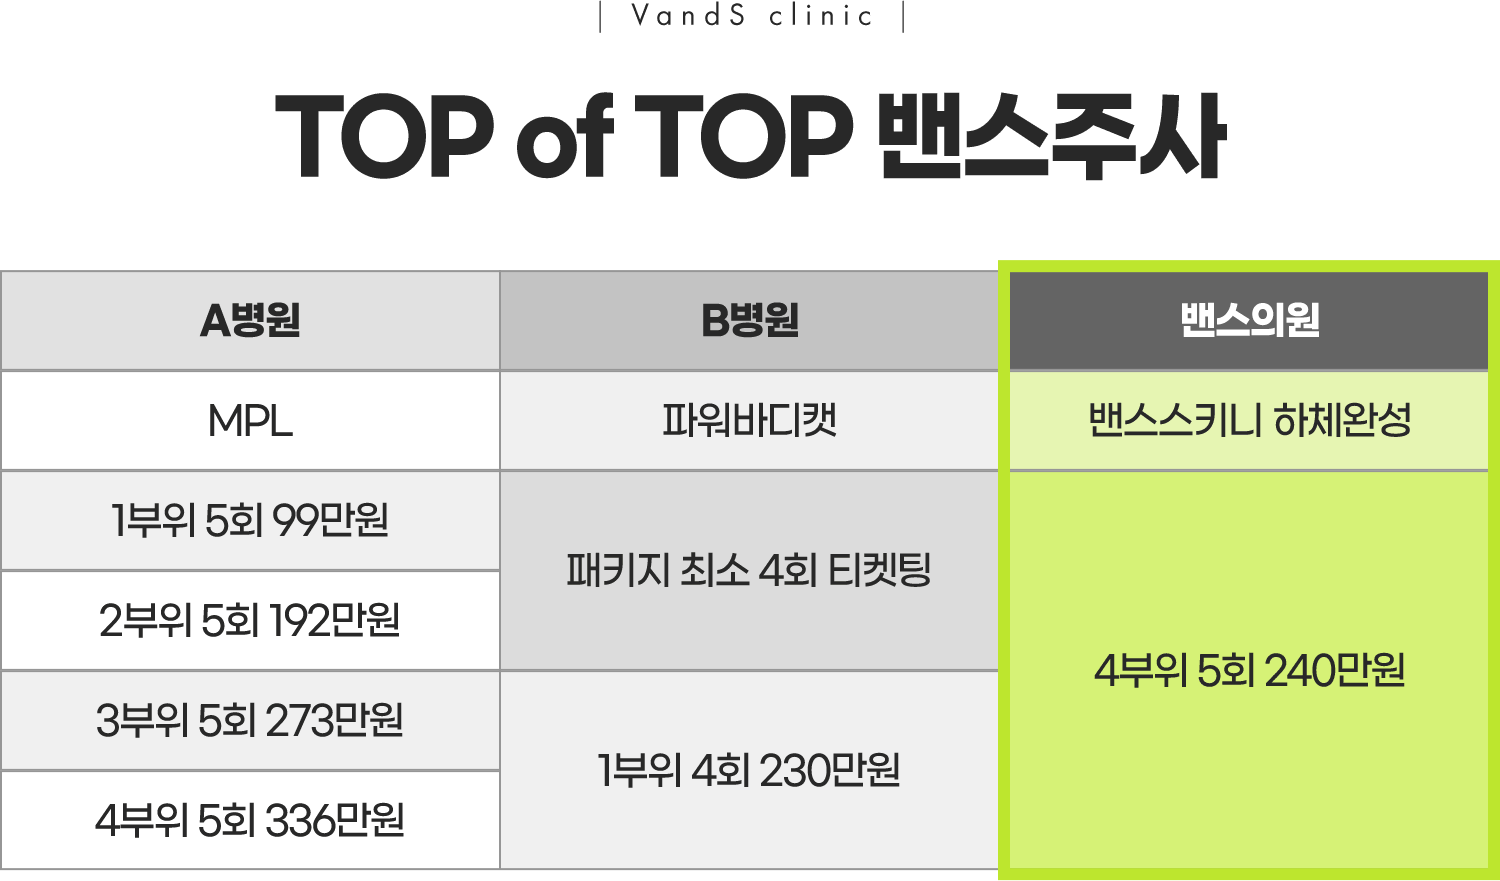 | VandS clinic |
TOP of TOP 밴스주사
A병원 B병원 밴스의원
MPL 파워바디캣 밴스스키니 하체완성
1부위 5회 99만원
패키지 최소 4회 티켓팅
2부위 5회 192만원
4부위 5회 240만원
3부위 5회 273만원
1부위 4회 230만원
4부위 5회 336만원